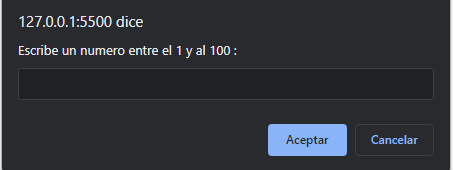 127.0.0.1:5500 dice
Escribe un numero entre el 1 y al 100 :
Aceptar
Cancelar